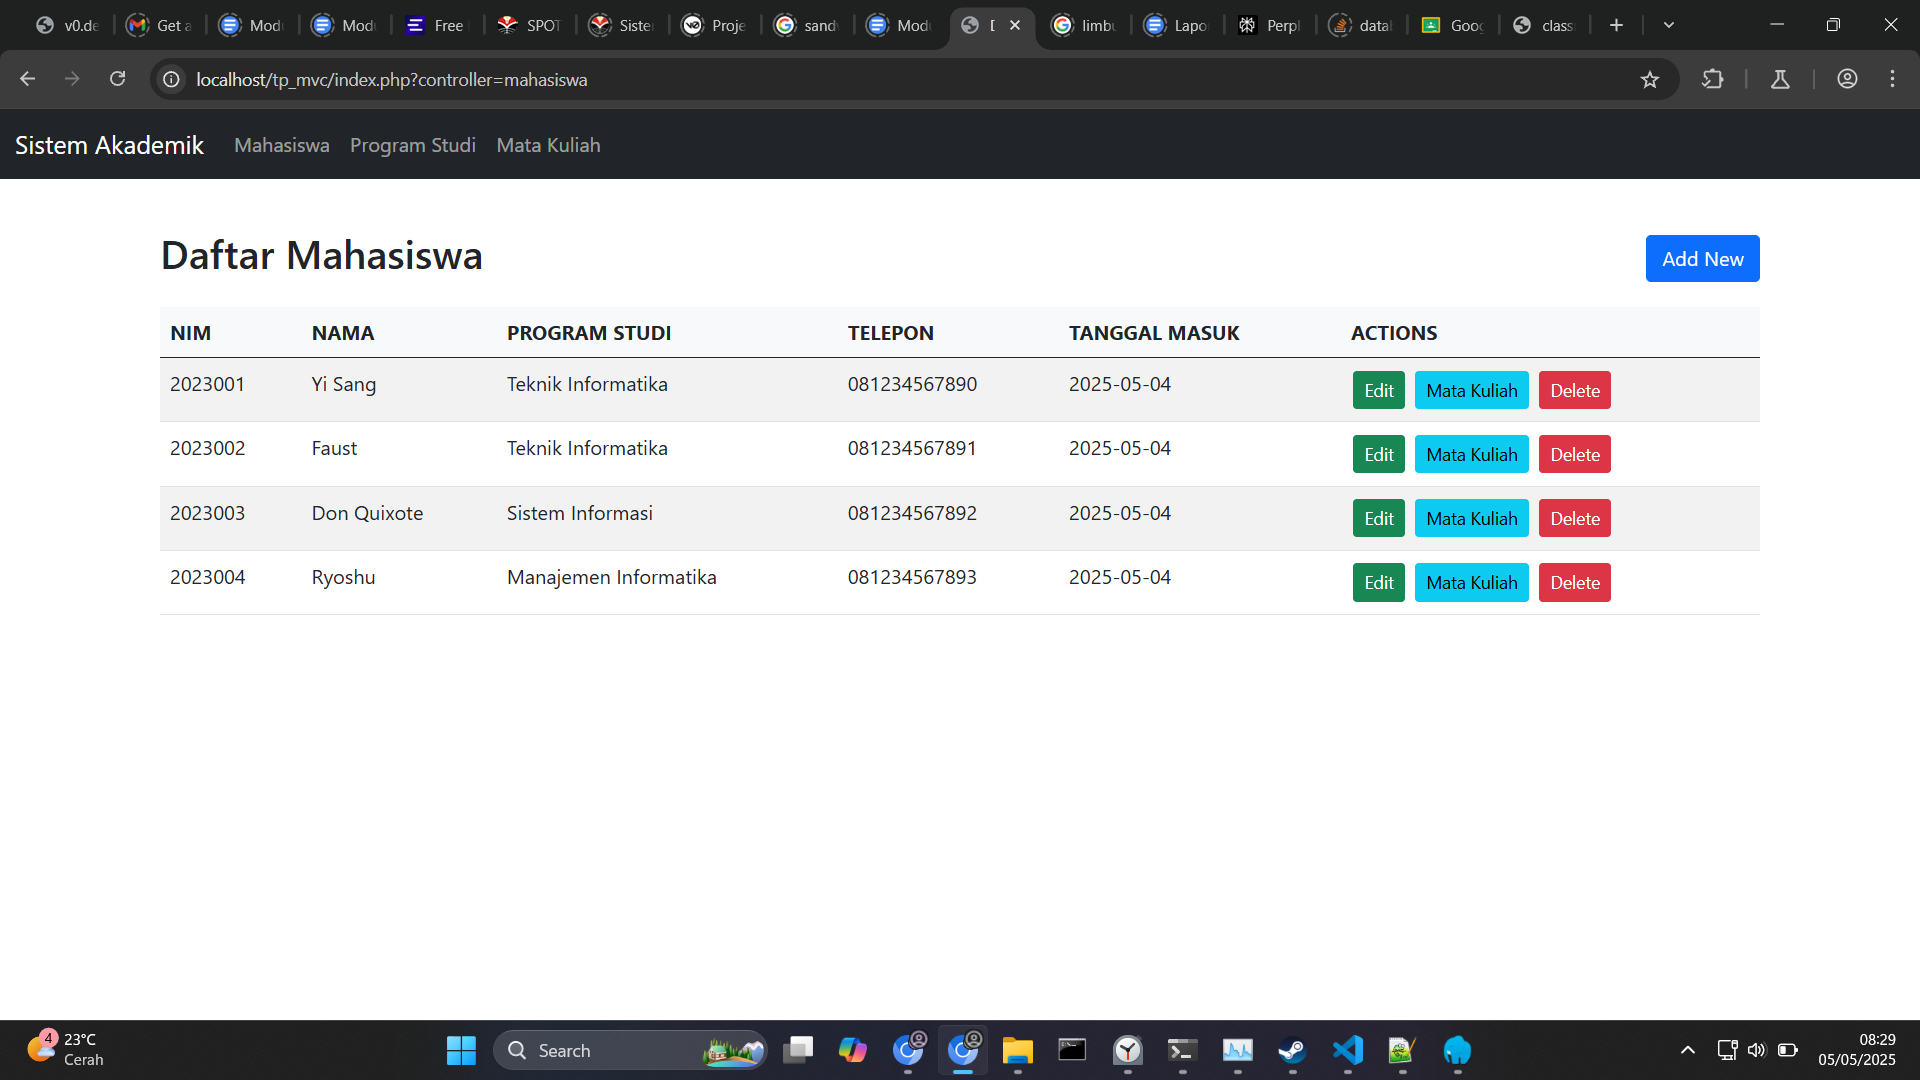 v0.de Get a Mod Mod Free SPOT Siste Proje sand Mod limbu Lapo Perpl datal Goog class
localhost/tp_mvc/index.php?controller=mahasiswa
Sistem Akademik Mahasiswa Program Studi Mata Kuliah
Daftar Mahasiswa Add New
NIM NAMA PROGRAM STUDI TELEPON TANGGAL MASUK ACTIONS
2023001 Yi Sang Teknik Informatika 081234567890 2025-05-04 Edit Mata Kuliah Delete
2023002 Faust Teknik Informatika 081234567891 2025-05-04 Edit Mata Kuliah Delete
2023003 Don Quixote Sistem Informasi 081234567892 2025-05-04 Edit Mata Kuliah Delete
2023004 Ryoshu Manajemen Informatika 081234567893 2025-05-04 Edit Mata Kuliah Delete
4 23°C
Cerah
Search
08:29
05/05/2025